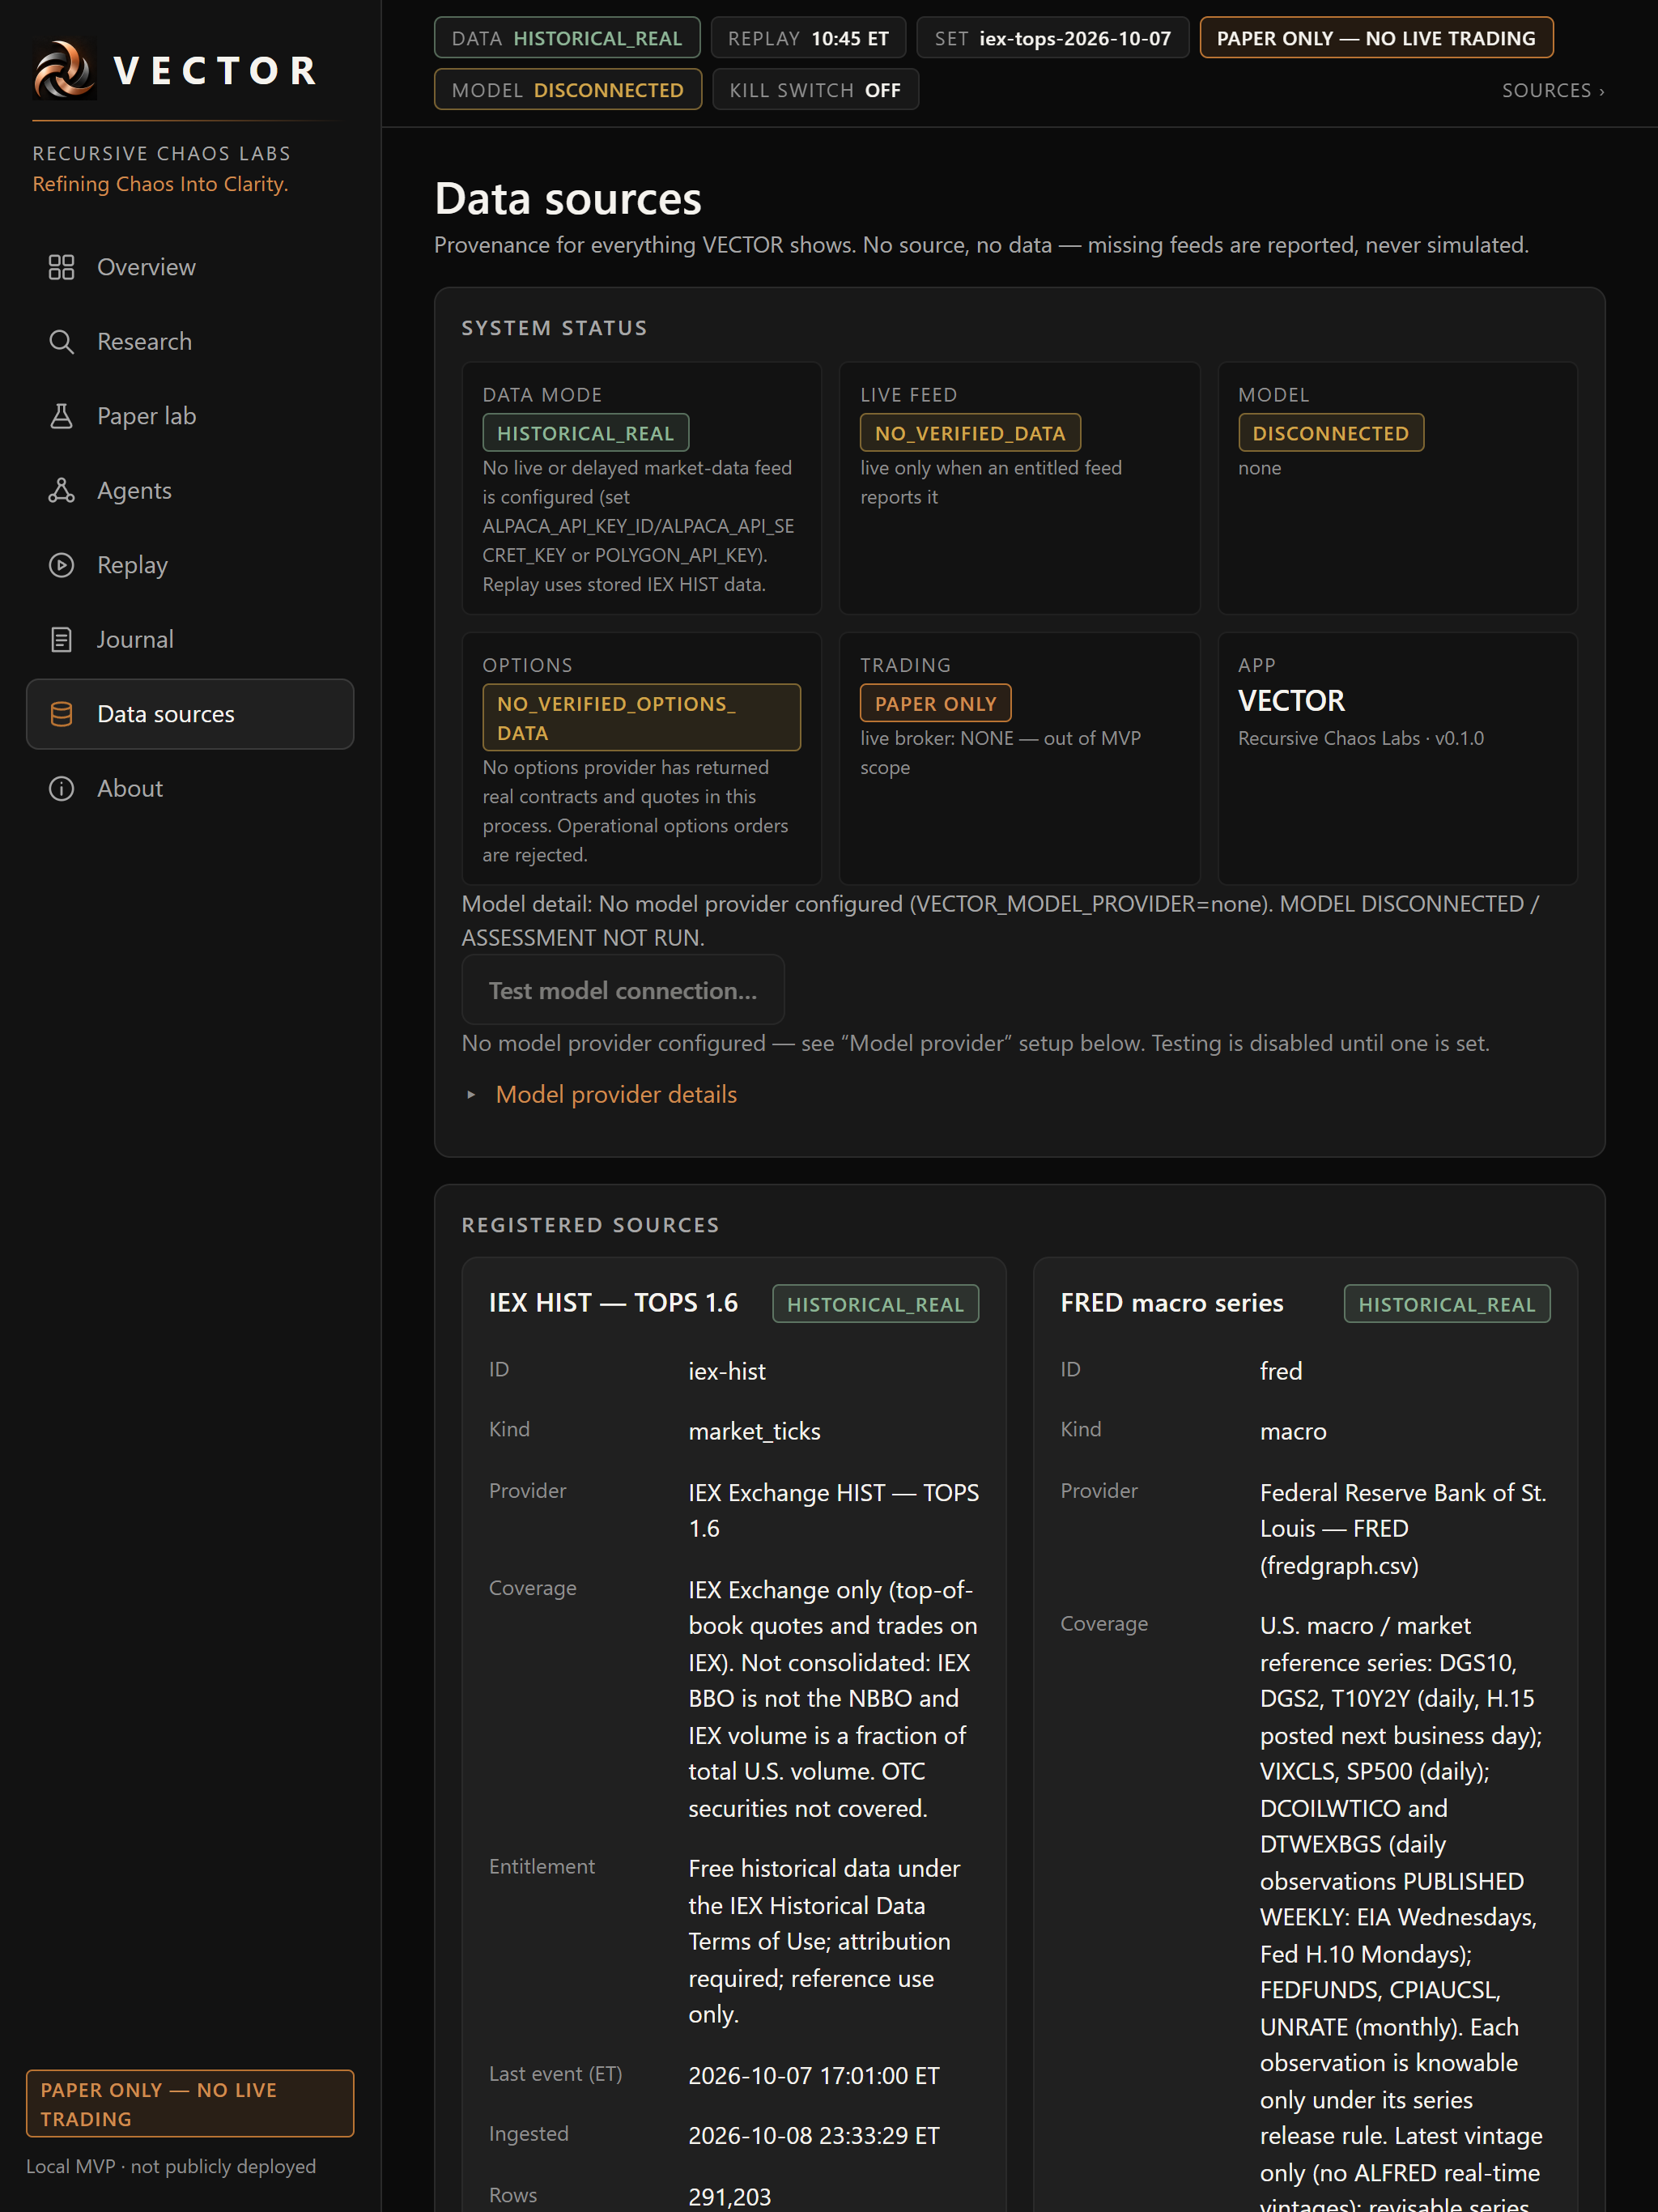 VECTOR
RECURSIVE CHAOS LABS
Refining Chaos Into Clarity.
Overview
Research
Paper lab
Agents
Replay
Journal
Data sources
About
PAPER ONLY — NO LIVE
TRADING
Local MVP · not publicly deployed
DATA HISTORICAL_REAL
REPLAY 10:45 ET
SET iex-tops-2026-10-07
PAPER ONLY — NO LIVE TRADING
MODEL DISCONNECTED
KILL SWITCH OFF
SOURCES ›
Data sources
Provenance for everything VECTOR shows. No source, no data — missing feeds are reported, never simulated.
SYSTEM STATUS
DATA MODE
HISTORICAL_REAL
No live or delayed market-data feed
is configured (set
ALPACA_API_KEY_ID/ALPACA_API_SE
CRET_KEY or POLYGON_API_KEY).
Replay uses stored IEX HIST data.
LIVE FEED
NO_VERIFIED_DATA
live only when an entitled feed
reports it
MODEL
DISCONNECTED
none
OPTIONS
NO_VERIFIED_OPTIONS_
DATA
No options provider has returned
real contracts and quotes in this
process. Operational options orders
are rejected.
TRADING
PAPER ONLY
live broker: NONE — out of MVP
scope
APP
VECTOR
Recursive Chaos Labs · v0.1.0
Model detail: No model provider configured (VECTOR_MODEL_PROVIDER=none). MODEL DISCONNECTED /
ASSESSMENT NOT RUN.
Test model connection…
No model provider configured — see “Model provider” setup below. Testing is disabled until one is set.
▸ Model provider details
REGISTERED SOURCES
IEX HIST — TOPS 1.6
HISTORICAL_REAL
ID
iex-hist
Kind
market_ticks
Provider
IEX Exchange HIST — TOPS
1.6
Coverage
IEX Exchange only (top-of-
book quotes and trades on
IEX). Not consolidated: IEX
BBO is not the NBBO and
IEX volume is a fraction of
total U.S. volume. OTC
securities not covered.
Entitlement
Free historical data under
the IEX Historical Data
Terms of Use; attribution
required; reference use
only.
Last event (ET)
2026-10-07 17:01:00 ET
Ingested
2026-10-08 23:33:29 ET
Rows
291,203
FRED macro series
HISTORICAL_REAL
ID
fred
Kind
macro
Provider
Federal Reserve Bank of St.
Louis — FRED
(fredgraph.csv)
Coverage
U.S. macro / market
reference series: DGS10,
DGS2, T10Y2Y (daily, H.15
posted next business day);
VIXCLS, SP500 (daily);
DCOILWTICO and
DTWEXBGS (daily
observations PUBLISHED
WEEKLY: EIA Wednesdays,
Fed H.10 Mondays);
FEDFUNDS, CPIAUCSL,
UNRATE (monthly). Each
observation is knowable
only under its series
release rule. Latest vintage
only (no ALFRED real-time
vintages); revisable series